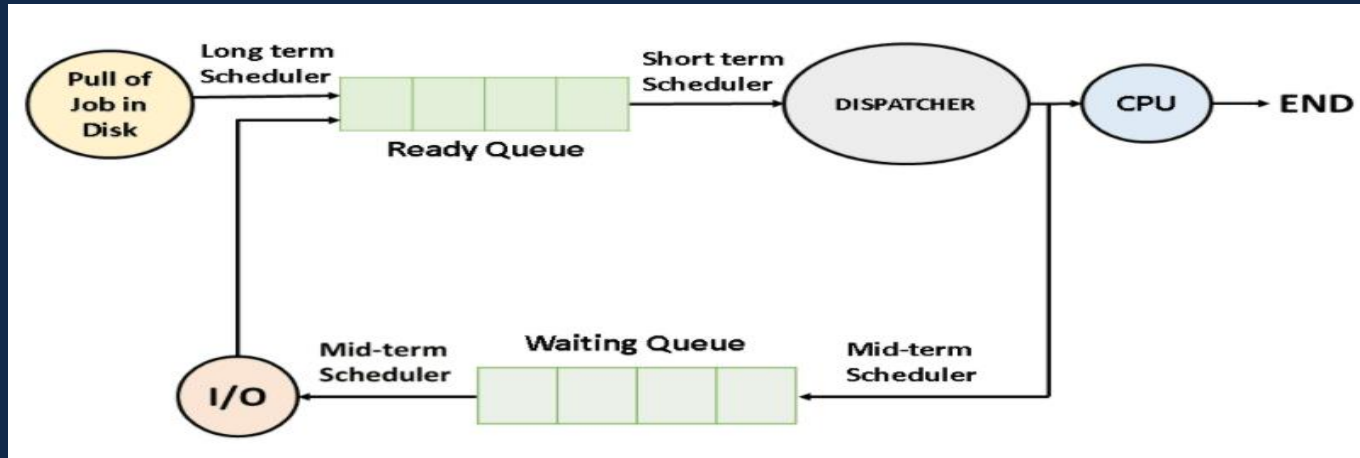 Pull of
Job in
Disk
Long term
Scheduler
Ready Queue
Short term
Scheduler
DISPATCHER
CPU
END
I/O
Mid-term
Scheduler
Waiting Queue
Mid-term
Scheduler